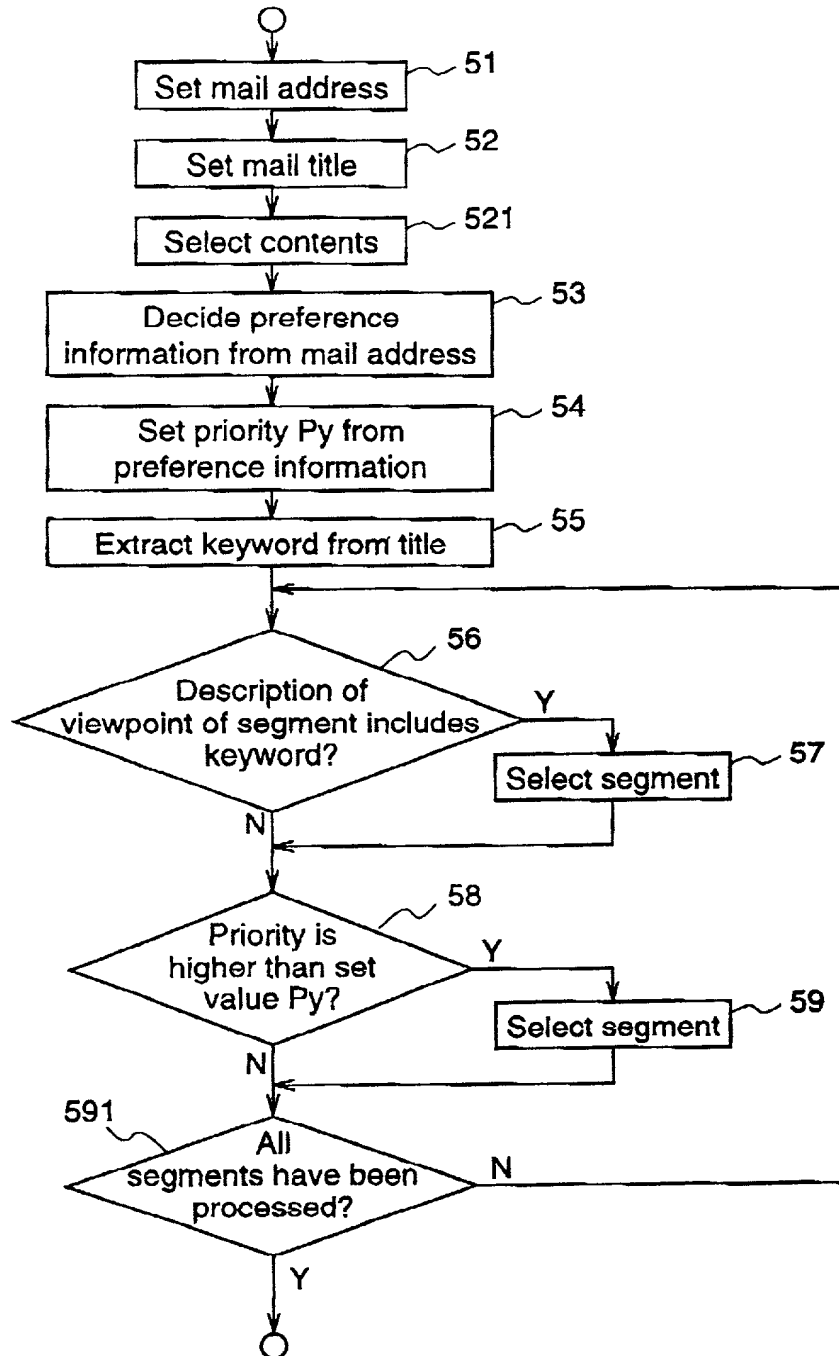 51
Set mail address
52
Set mail title
521
Select contents
53
Decide preference
information from mail address
54
Set priority Py from
preference information
55
Extract keyword from title
56
Description of
viewpoint of segment includes
keyword?
Y
57
Select segment
N
58
Priority is
higher than set
value Py?
Y
59
Select segment
N
591
All
segments have been
processed?
N
Y